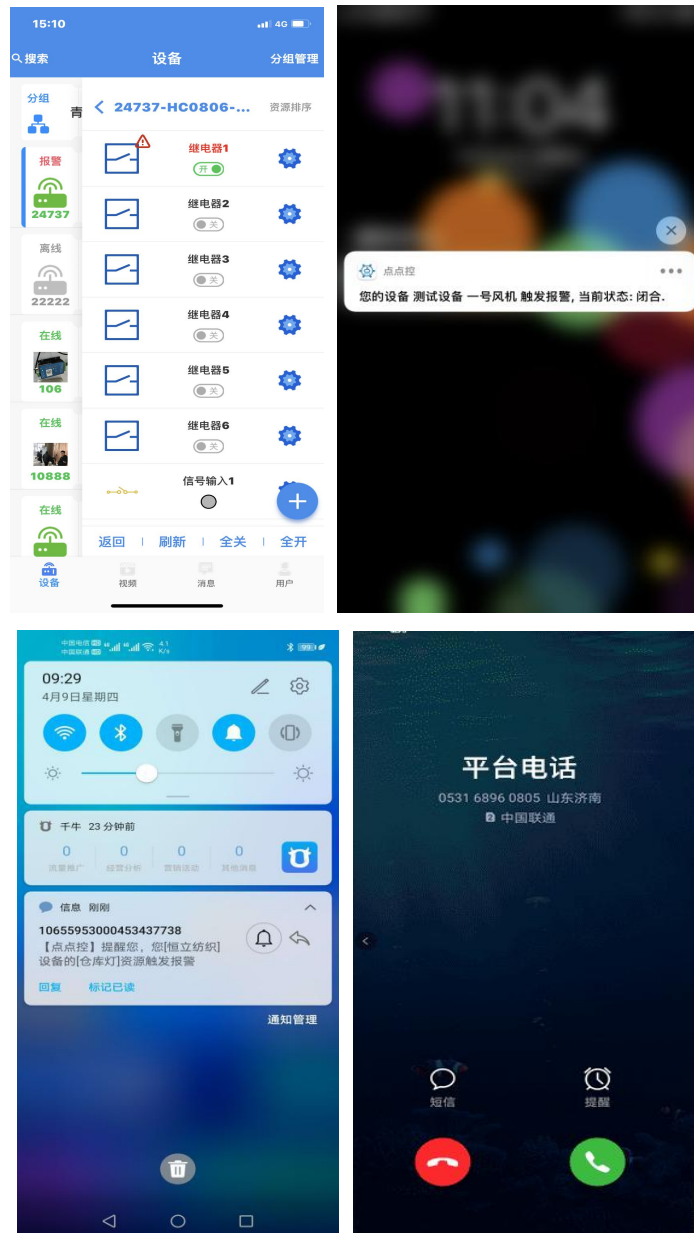 15:10
4G
搜索
设备
分组管理
分组
青
24737-HC0806-...
资源排序
报警
24737
离线
22222
在线
106
在线
10888
在线
继电器1
开
继电器2
关
继电器3
关
继电器4
关
继电器5
关
继电器6
关
信号输入1
返回
刷新
全关
全开
设备
视频
消息
用户
11:04
点点控
您的设备 测试设备 一号风机 触发报警, 当前状态: 闭合.
中国电信 HD 46 46 4.1
中国联通 HD K/s
99
09:29
4月9日星期四
千牛 23 分钟前
0 0 0 0
流量推广 经营分析 营销活动 其他消息
信息 刚刚
10655953000453437738
【点点控】提醒您, 您[恒立纺织]
设备的[仓库灯]资源触发报警
回复 标记已读
通知管理
平台电话
0531 6896 0805 山东济南
2 中国联通
短信
提醒